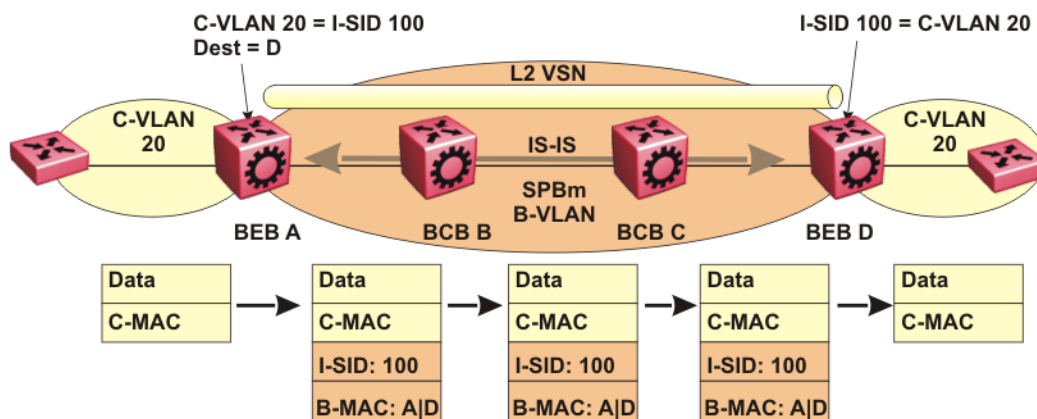 C-VLAN 20 = I-SID 100
Dest = D
I-SID 100 = C-VLAN 20
L2 VSN
C-VLAN
20
IS-IS
C-VLAN
20
SPBm
B-VLAN
BEB A
BCB B
BCB C
BEB D
Data
C-MAC
Data
C-MAC
I-SID: 100
B-MAC: A|D
Data
C-MAC
I-SID: 100
B-MAC: A|D
Data
C-MAC
I-SID: 100
B-MAC: A|D
Data
C-MAC